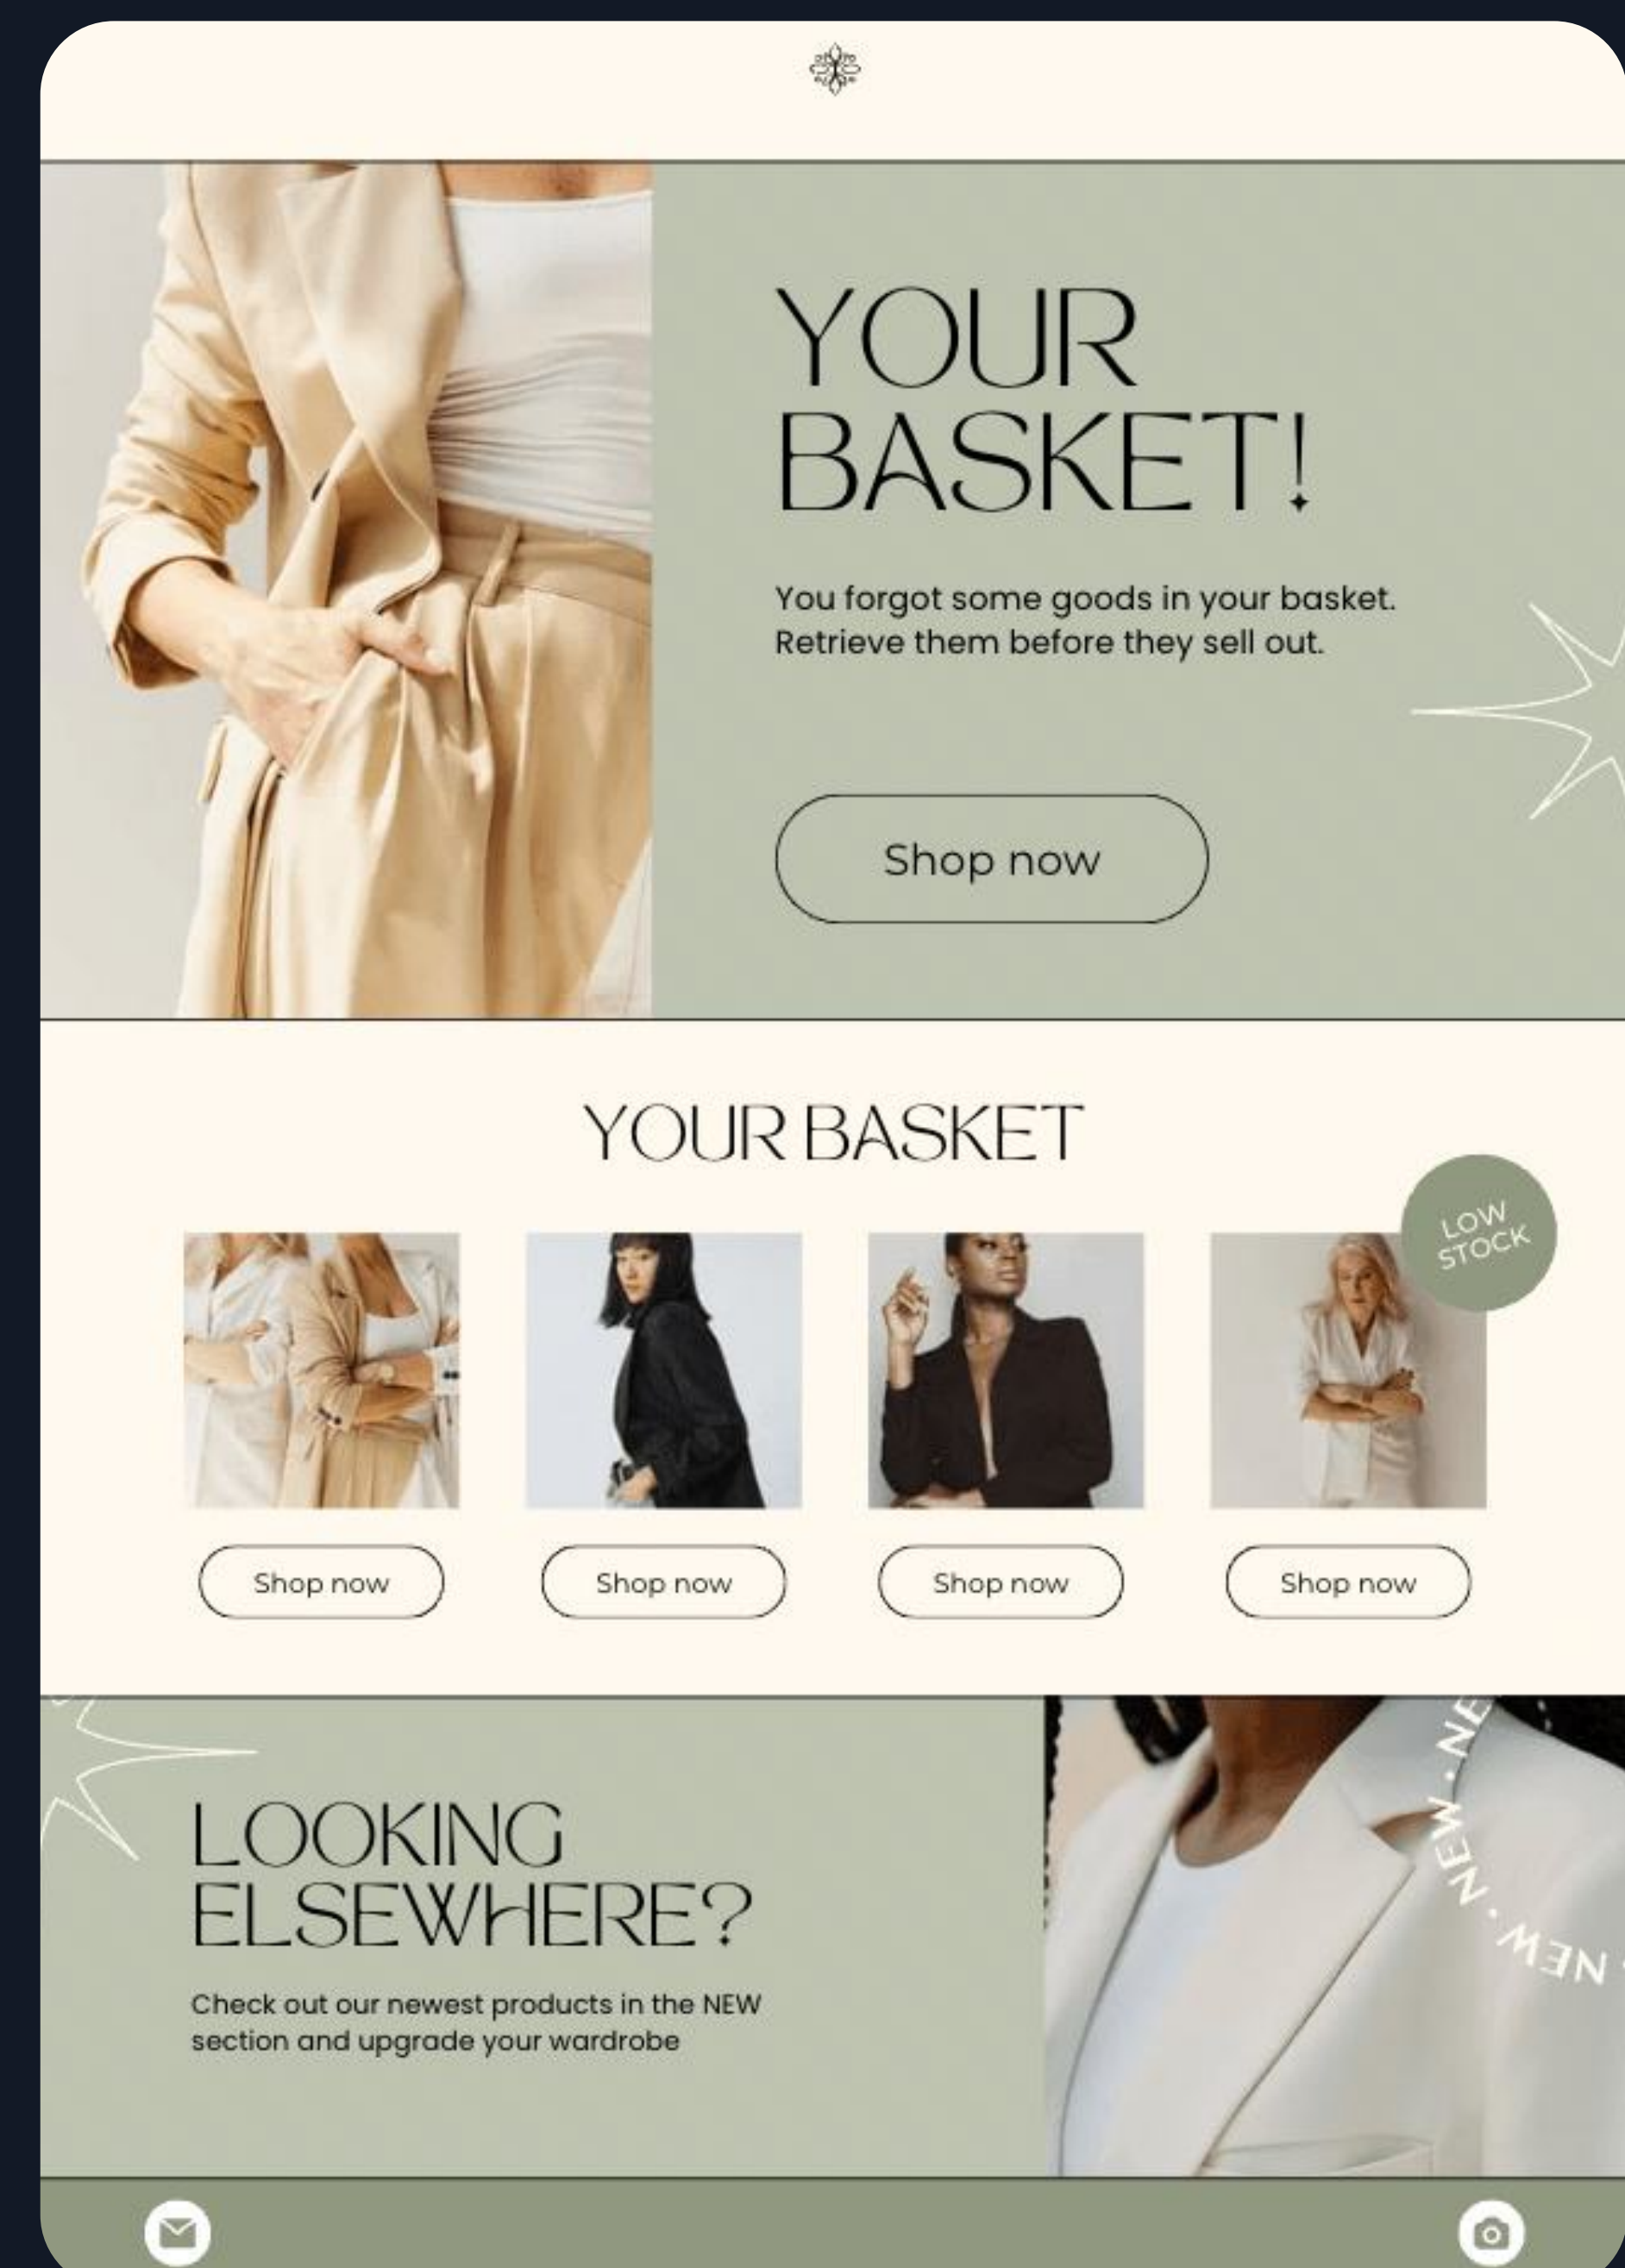 YOUR
BASKET!
You forgot some goods in your basket.
Retrieve them before they sell out.
Shop now
YOUR BASKET
LOW
STOCK
Shop now
Shop now
Shop now
Shop now
LOOKING
ELSEWHERE?
Check out our newest products in the NEW
section and upgrade your wardrobe
NE
NEW • NEW •